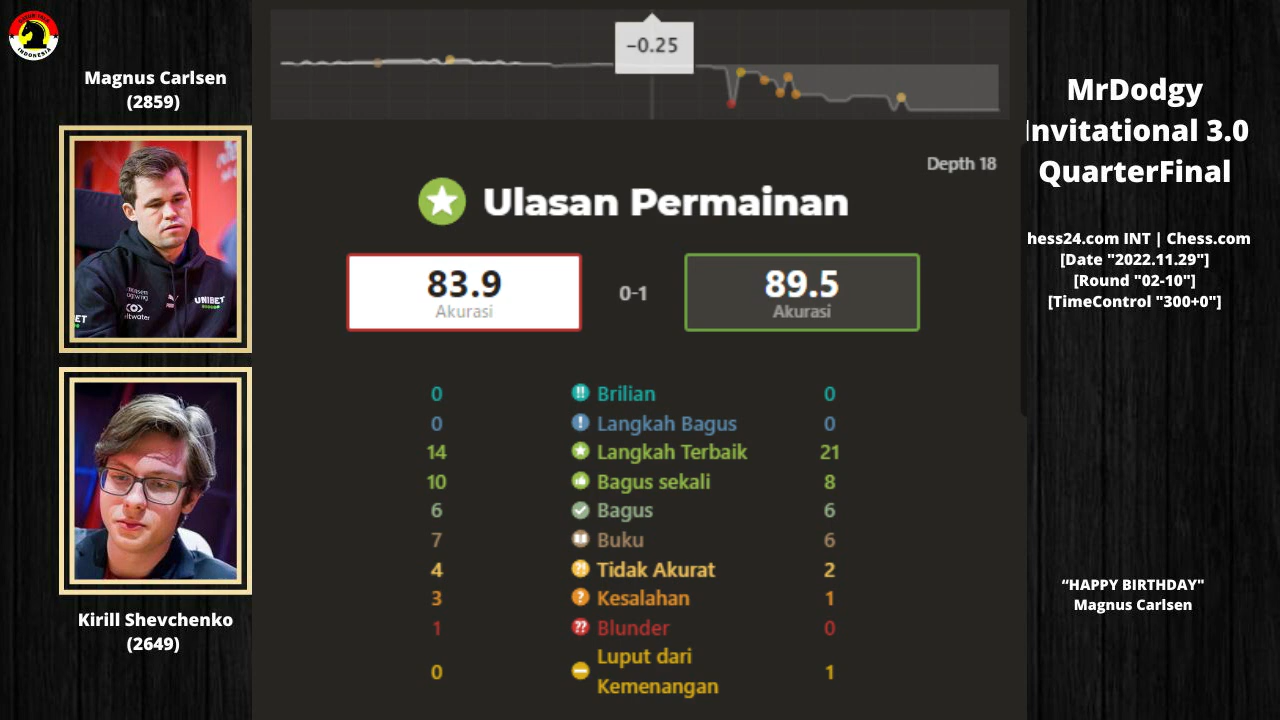 INDONESIA
Magnus Carlsen
(2859)
UNIBET
Kirill Shevchenko
(2649)
−0.25
Depth 18
Ulasan Permainan
83.9
Akurasi
0-1
89.5
Akurasi
0 Brilian 0
0 Langkah Bagus 0
14 Langkah Terbaik 21
10 Bagus sekali 8
6 Bagus 6
7 Buku 6
4 Tidak Akurat 2
3 Kesalahan 1
1 Blunder 0
0 Luput dari
Kemenangan 1
MrDodgy
Invitational 3.0
QuarterFinal
hess24.com INT | Chess.com
[Date "2022.11.29"]
[Round "02-10"]
[TimeControl "300+0"]
“HAPPY BIRTHDAY"
Magnus Carlsen